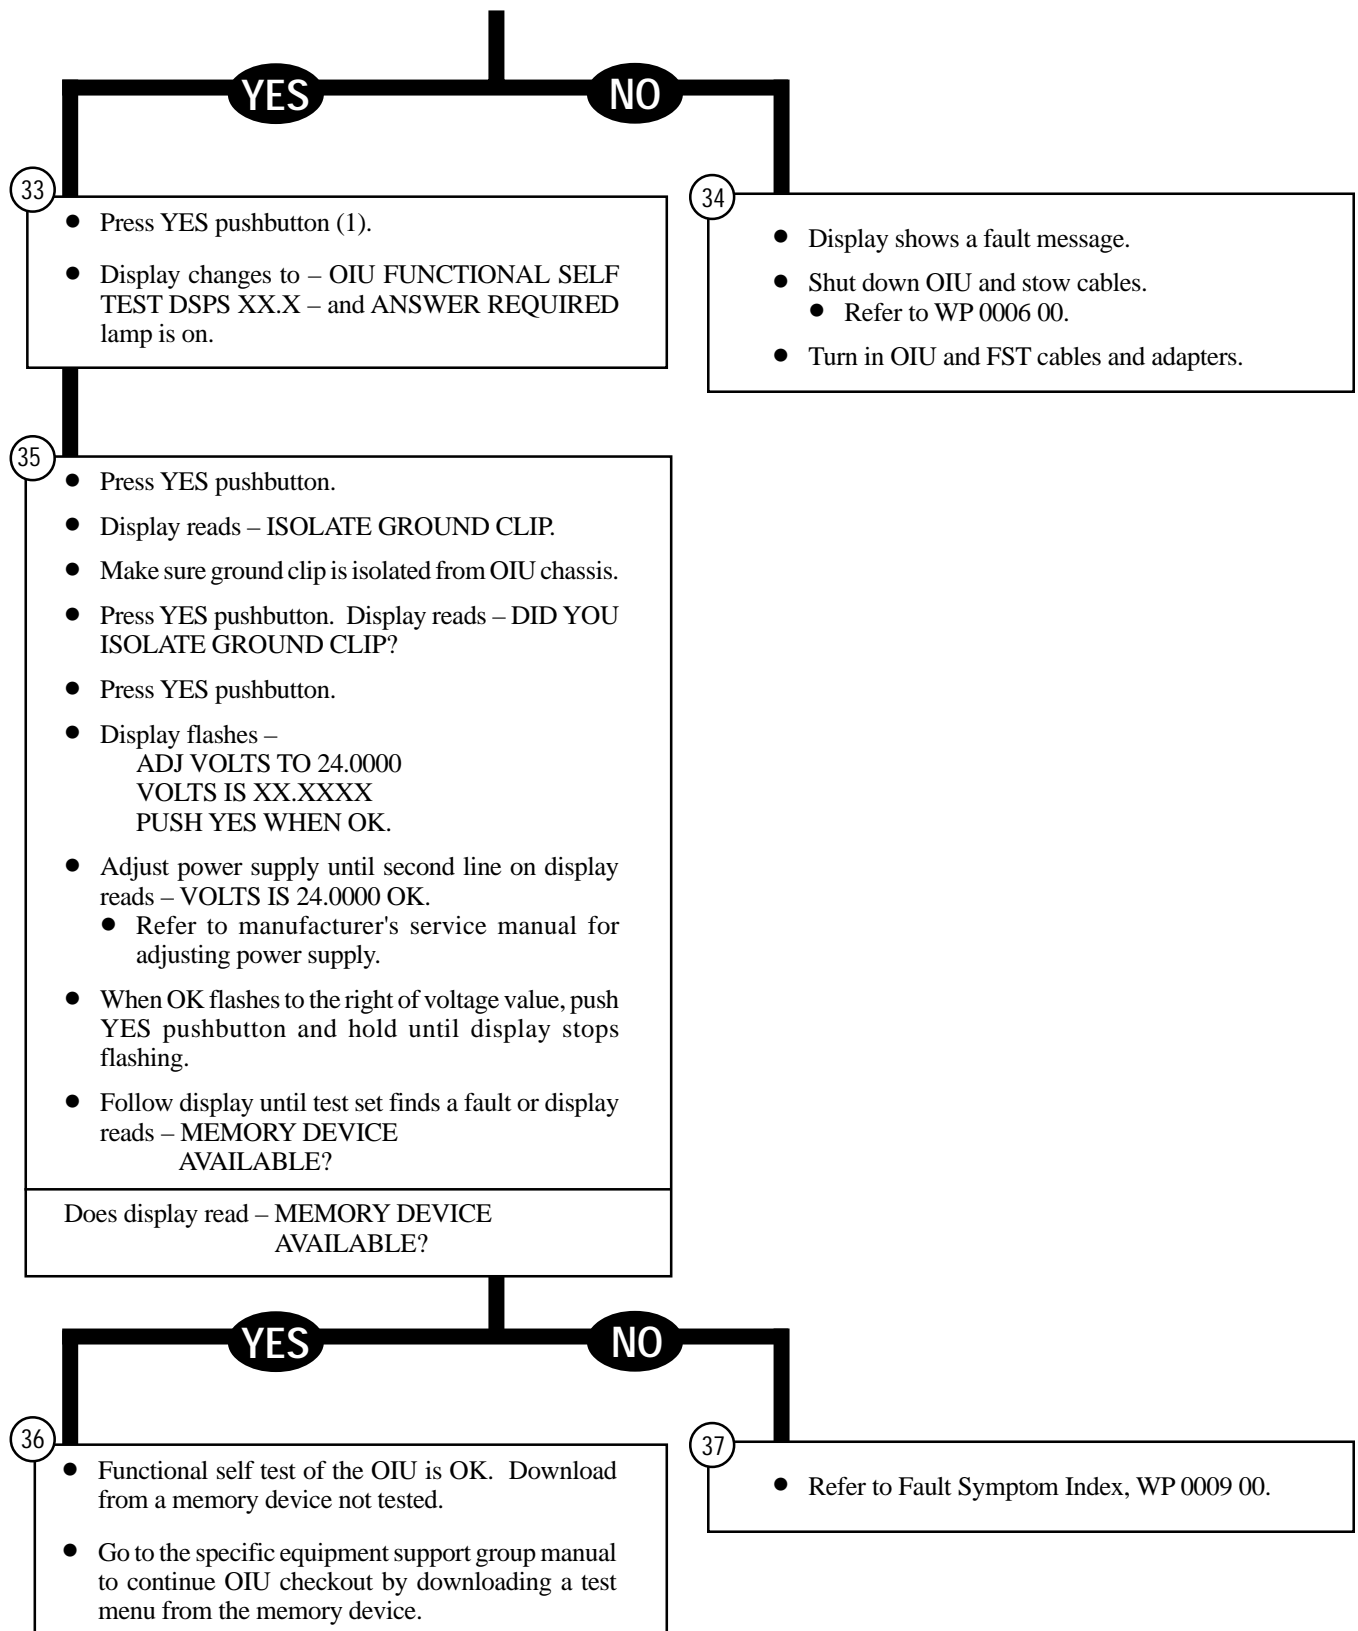 YES
NO
33
● Press YES pushbutton (1).
● Display changes to – OIU FUNCTIONAL SELF
TEST DSPS XX.X – and ANSWER REQUIRED
lamp is on.
34
● Display shows a fault message.
● Shut down OIU and stow cables.
● Refer to WP 0006 00.
● Turn in OIU and FST cables and adapters.
35
● Press YES pushbutton.
● Display reads – ISOLATE GROUND CLIP.
● Make sure ground clip is isolated from OIU chassis.
● Press YES pushbutton. Display reads – DID YOU
ISOLATE GROUND CLIP?
● Press YES pushbutton.
● Display flashes –
ADJ VOLTS TO 24.0000
VOLTS IS XX.XXXX
PUSH YES WHEN OK.
● Adjust power supply until second line on display
reads – VOLTS IS 24.0000 OK.
● Refer to manufacturer's service manual for
adjusting power supply.
● When OK flashes to the right of voltage value, push
YES pushbutton and hold until display stops
flashing.
● Follow display until test set finds a fault or display
reads – MEMORY DEVICE
AVAILABLE?
Does display read – MEMORY DEVICE
AVAILABLE?
YES
NO
36
● Functional self test of the OIU is OK. Download
from a memory device not tested.
● Go to the specific equipment support group manual
to continue OIU checkout by downloading a test
menu from the memory device.
37
● Refer to Fault Symptom Index, WP 0009 00.